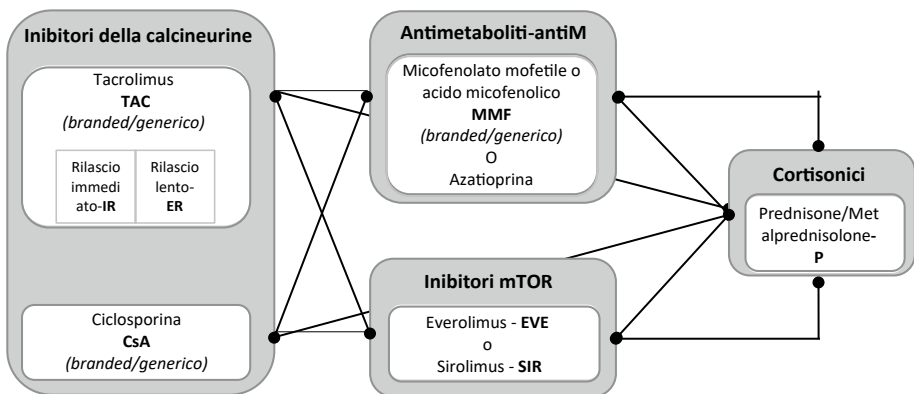 Inibitori della calcineurine
Tacrolimus
TAC
(branded/generico)
Rilascio
immedi
ato-IR
Rilascio
lento-
ER
Ciclosporina
CsA
(branded/generico)
Antimetaboliti-antiM
Micofenolato mofetile o
acido micofenolico
MMF
(branded/generico)
O
Azatioprina
Inibitori mTOR
Everolimus - EVE
o
Sirolimus - SIR
Cortisonici
Prednisone/Met
alprednisolone-
P